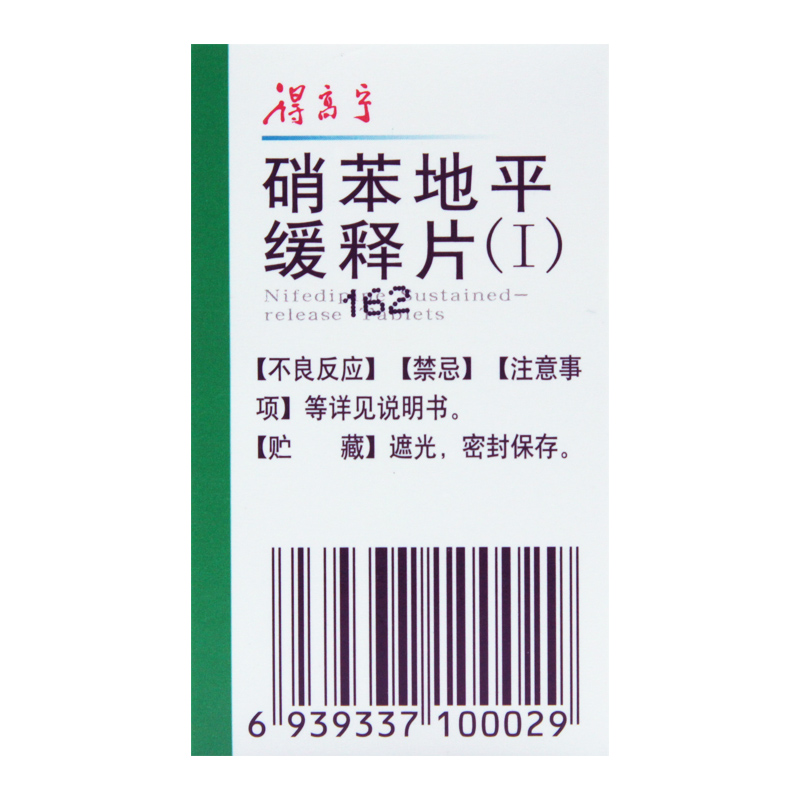 得高宁
硝苯地平
缓释片(I)
Nifedipine Sustained-
release Tablets
162
【不良反应】【禁忌】【注意事
项】等详见说明书。
【贮 藏】遮光，密封保存。
6 939337 100029